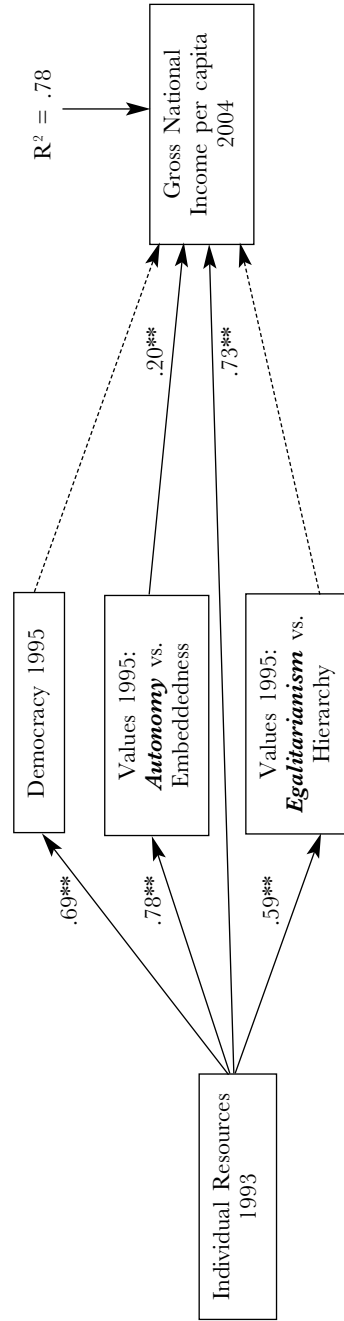 Individual Resources
1993
.69**
.78**
.59**
Democracy 1995
Values 1995:
Autonomy vs.
Embeddedness
Values 1995:
Egalitarianism vs.
Hierarchy
.20**
.73**
R² = .78
Gross National
Income per capita
2004